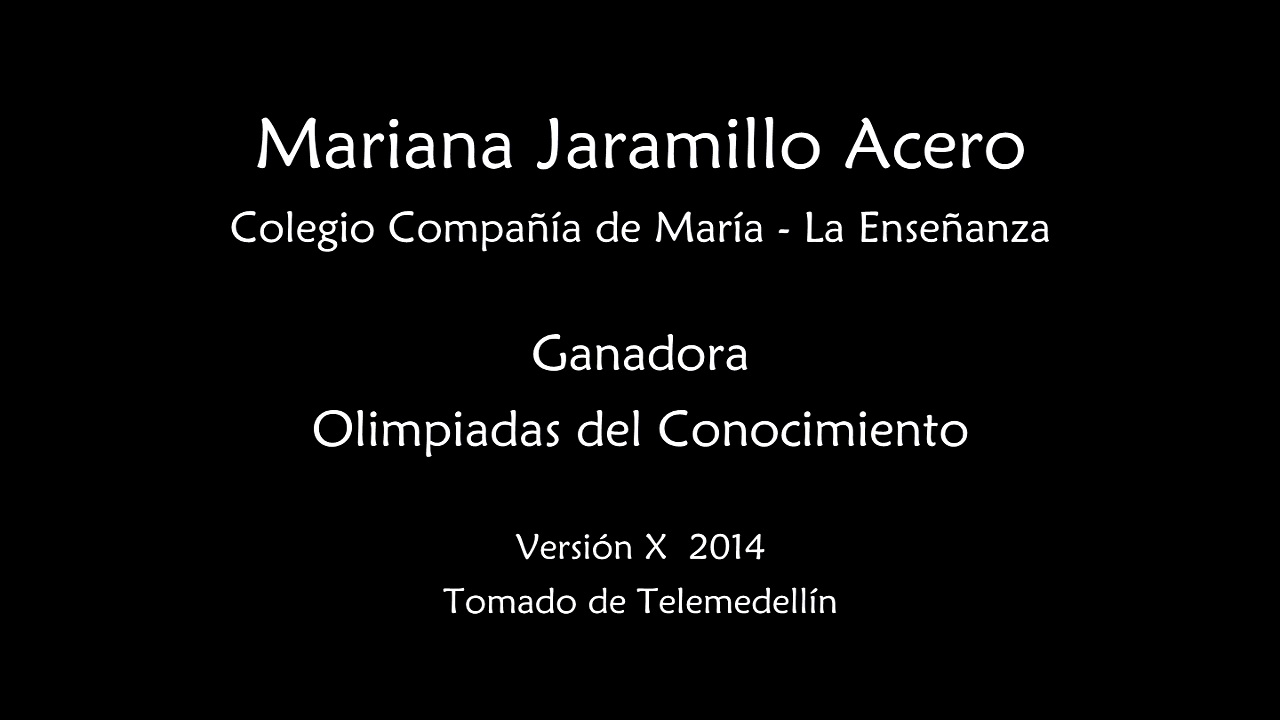 Mariana Jaramillo Acero
Colegio Compañía de María - La Enseñanza
Ganadora
Olimpiadas del Conocimiento
Versión X 2014
Tomado de Telemedellín